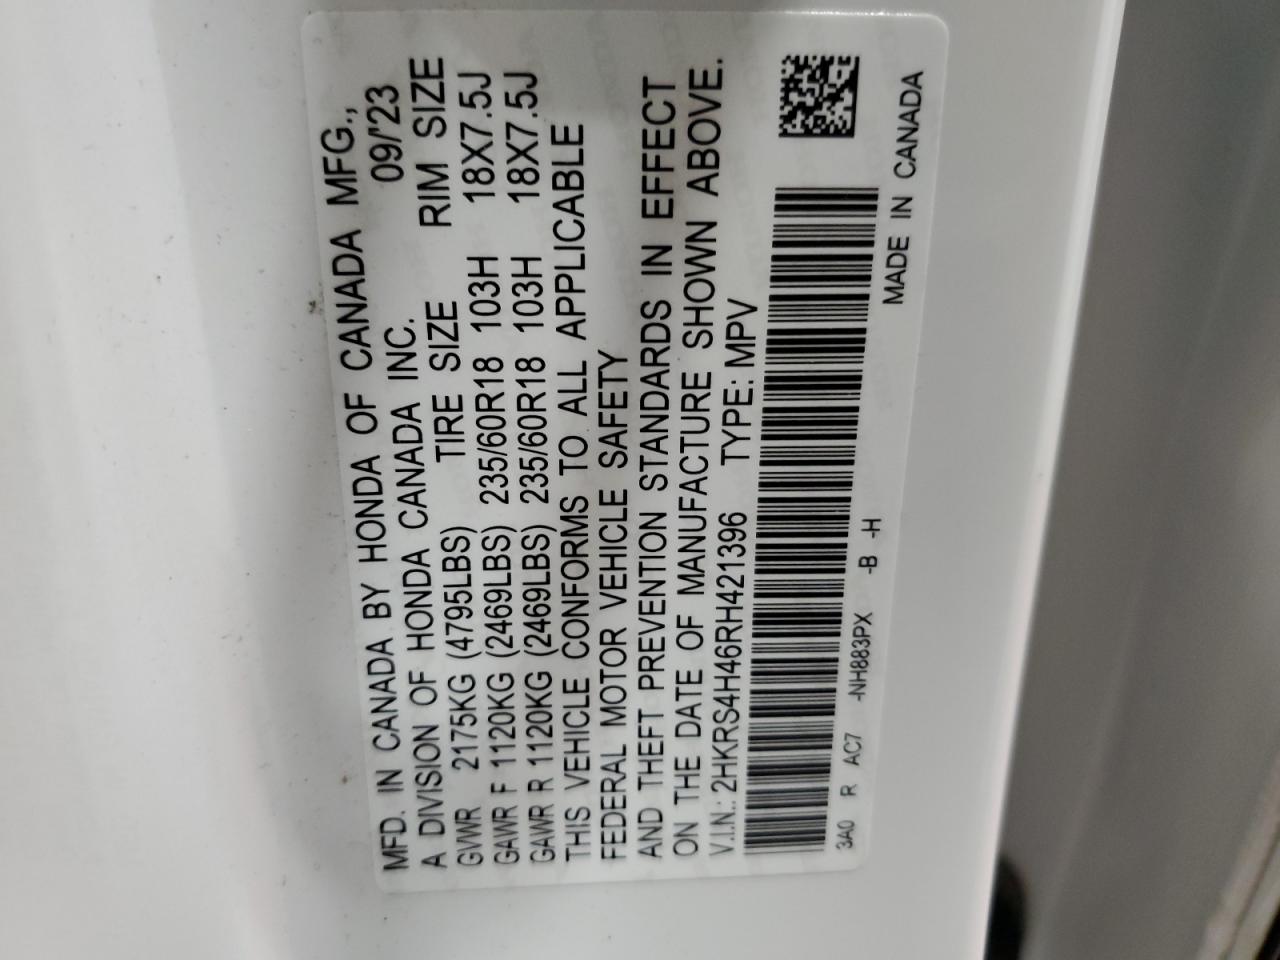 MFD. IN CANADA BY HONDA OF CANADA MFG.,
A DIVISION OF HONDA CANADA INC. 09/'23
GVWR 2175KG (4795LBS) TIRE SIZE RIM SIZE
GAWR F 1120KG (2469LBS) 235/60R18 103H 18X7.5J
GAWR R 1120KG (2469LBS) 235/60R18 103H 18X7.5J
THIS VEHICLE CONFORMS TO ALL APPLICABLE
FEDERAL MOTOR VEHICLE SAFETY
AND THEFT PREVENTION STANDARDS IN EFFECT
ON THE DATE OF MANUFACTURE SHOWN ABOVE.
V.I.N.: 2HKRS4H46RH421396 TYPE: MPV
3A0 R AC7 -NH883PX -B -H
MADE IN CANADA